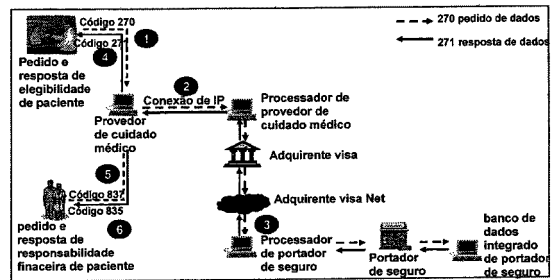 Código 270
270 pedido de dados
271 resposta de dados
Código 27
1
4
Pedido e
resposta de
elegibilidade
de paciente
2
Conexão de IP
Provedor
de cuidado
médico
Processador de
provedor de
cuidado médico
Adquirente visa
5
Código 837
Código 835
6
Adquirente visa Net
3
pedido e
resposta de
responsabilidade
finaceira de paciente
Processador
de portador
de seguro
Portador
de seguro
banco de
dados
integrado
de portador
de seguro